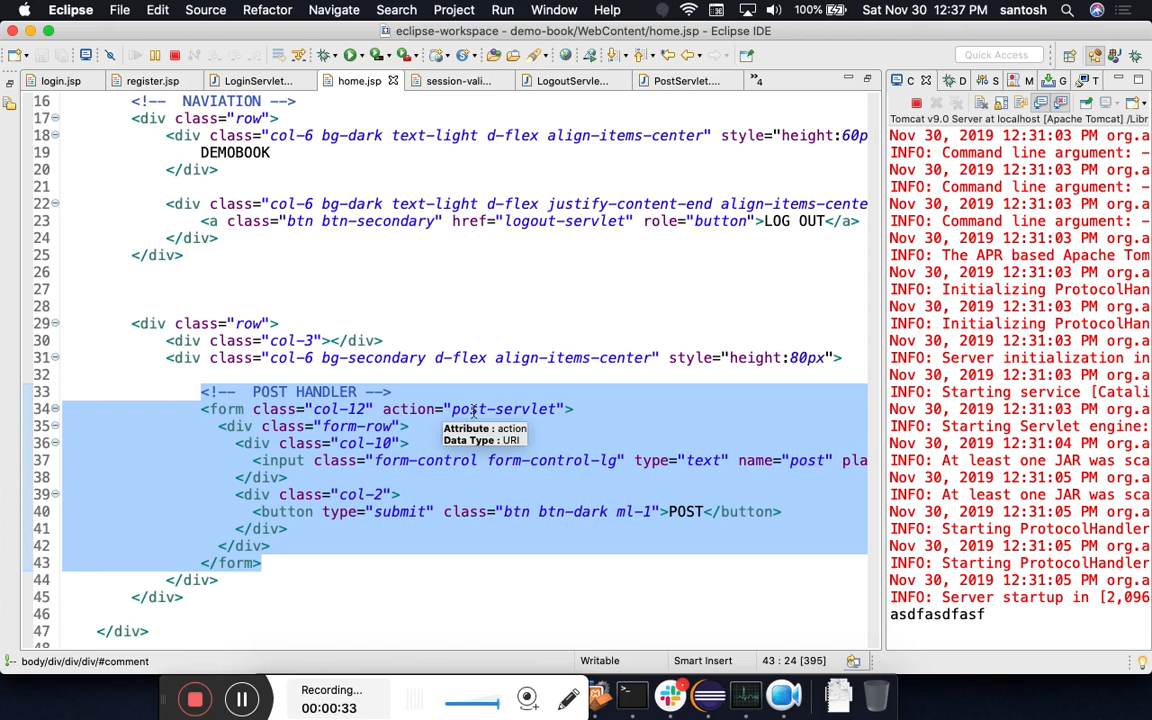 Eclipse File Edit Source Refactor Navigate Search Project Run Window Help 100% Sat Nov 30 12:37 PM santosh
eclipse-workspace - demo-book/WebContent/home.jsp - Eclipse IDE
Quick Access
login.jsp register.jsp LoginServlet.... home.jsp session-vali... LogoutServle... PostServlet.... »4
C D S M G T
Tomcat v9.0 Server at localhost [Apache Tomcat] /Libr
16 <!-- NAVIATION -->
17 <div class="row">
18 <div class="col-6 bg-dark text-light d-flex align-items-center" style="height:60p
19 DEMOBOOK
20 </div>
21
22 <div class="col-6 bg-dark text-light d-flex justify-content-end align-items-cente
23 <a class="btn btn-secondary" href="logout-servlet" role="button">LOG OUT</a>
24 </div>
25 </div>
26
27
28
29 <div class="row">
30 <div class="col-3"></div>
31 <div class="col-6 bg-secondary d-flex align-items-center" style="height:80px">
32
33 <!-- POST HANDLER -->
34 <form class="col-12" action="post-servlet">
35 <div class="form-row">
36 <div class="col-10">
37 <input class="form-control form-control-lg" type="text" name="post" pla
38 </div>
39 <div class="col-2">
40 <button type="submit" class="btn btn-dark ml-1">POST</button>
41 </div>
42 </div>
43 </form>
44 </div>
45 </div>
46
47 </div>
48
Attribute : action
Data Type : URI
Nov 30, 2019 12:31:03 PM org.a
INFO: Command line argument: -
Nov 30, 2019 12:31:03 PM org.a
INFO: Command line argument: -
Nov 30, 2019 12:31:03 PM org.a
INFO: Command line argument: -
Nov 30, 2019 12:31:03 PM org.a
INFO: The APR based Apache Tom
Nov 30, 2019 12:31:03 PM org.a
INFO: Initializing ProtocolHan
Nov 30, 2019 12:31:03 PM org.a
INFO: Initializing ProtocolHan
Nov 30, 2019 12:31:03 PM org.a
INFO: Server initialization in
Nov 30, 2019 12:31:03 PM org.a
INFO: Starting service [Catali
Nov 30, 2019 12:31:03 PM org.a
INFO: Starting Servlet engine:
Nov 30, 2019 12:31:04 PM org.a
INFO: At least one JAR was sca
Nov 30, 2019 12:31:05 PM org.a
INFO: At least one JAR was sca
Nov 30, 2019 12:31:05 PM org.a
INFO: Starting ProtocolHandler
Nov 30, 2019 12:31:05 PM org.a
INFO: Starting ProtocolHandler
Nov 30, 2019 12:31:05 PM org.a
INFO: Server startup in [2,096
asdfasdfasf
body/div/div/div/#comment Writable Smart Insert 43 : 24 [395]
Recording...
00:00:33